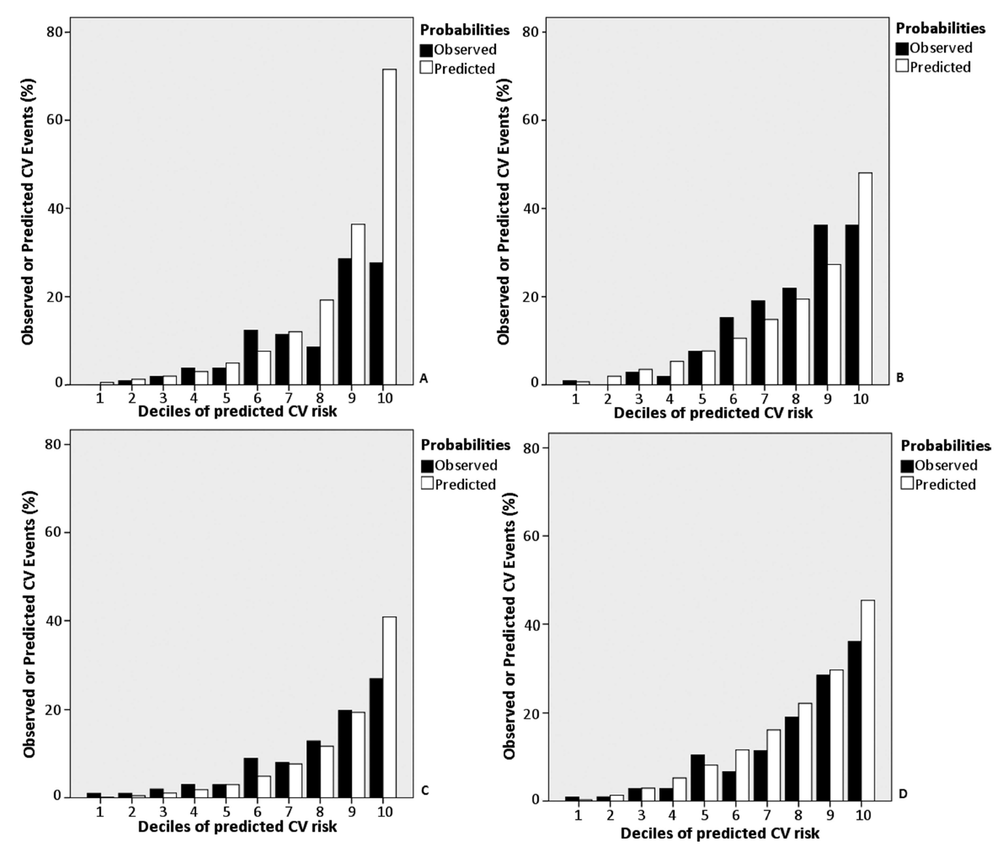 Observed or Predicted CV Events (%)
80
60
40
20
0
1 2 3 4 5 6 7 8 9 10
Deciles of predicted CV risk
Probabilities
Observed
Predicted
A
Observed or Predicted CV Events (%)
80
60
40
20
0
1 2 3 4 5 6 7 8 9 10
Deciles of predicted CV risk
Probabilities
Observed
Predicted
B
Observed or Predicted CV Events (%)
80
60
40
20
0
1 2 3 4 5 6 7 8 9 10
Deciles of predicted CV risk
Probabilities
Observed
Predicted
C
Observed or Predicted CV Events (%)
80
60
40
20
0
1 2 3 4 5 6 7 8 9 10
Deciles of predicted CV risk
Probabilities
Observed
Predicted
D